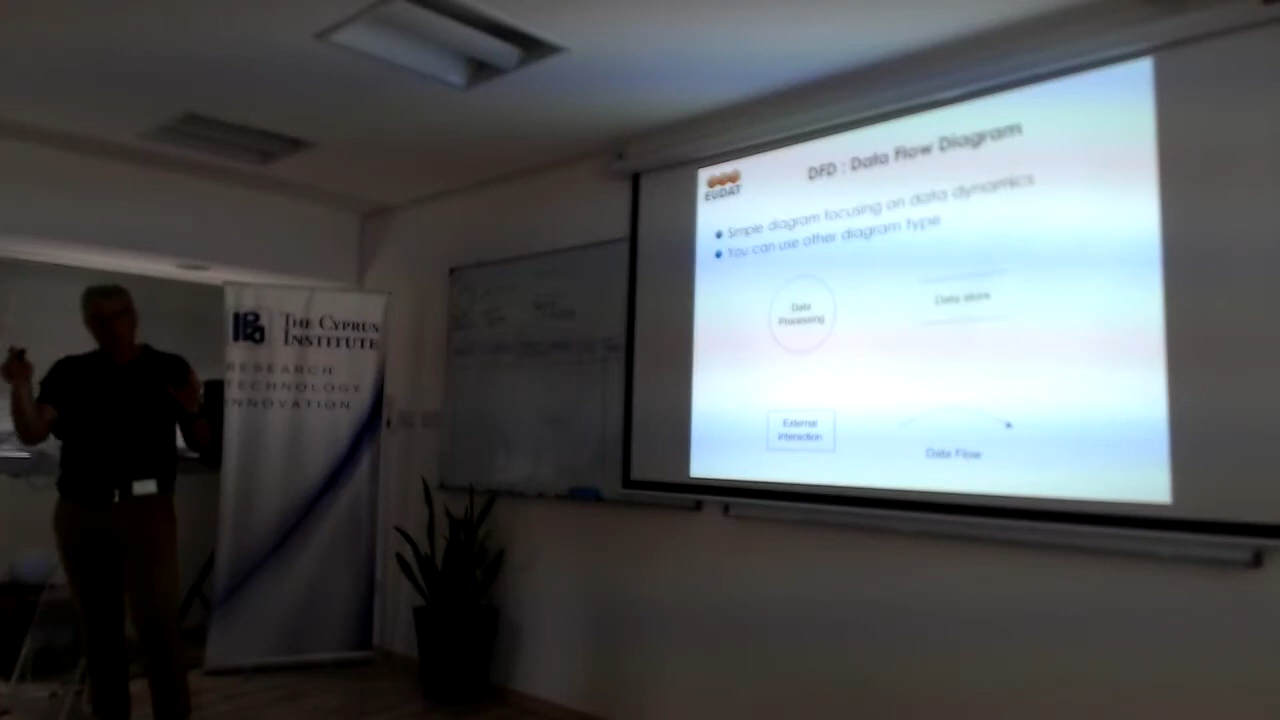 THE CYPRUS
INSTITUTE
RESEARCH
TECHNOLOGY
INNOVATION
EUDAT
DFD : Data Flow Diagram
Simple diagram focusing on data dynamics
You can use other diagram type
Data
Processing
Data store
External
Interaction
Data Flow